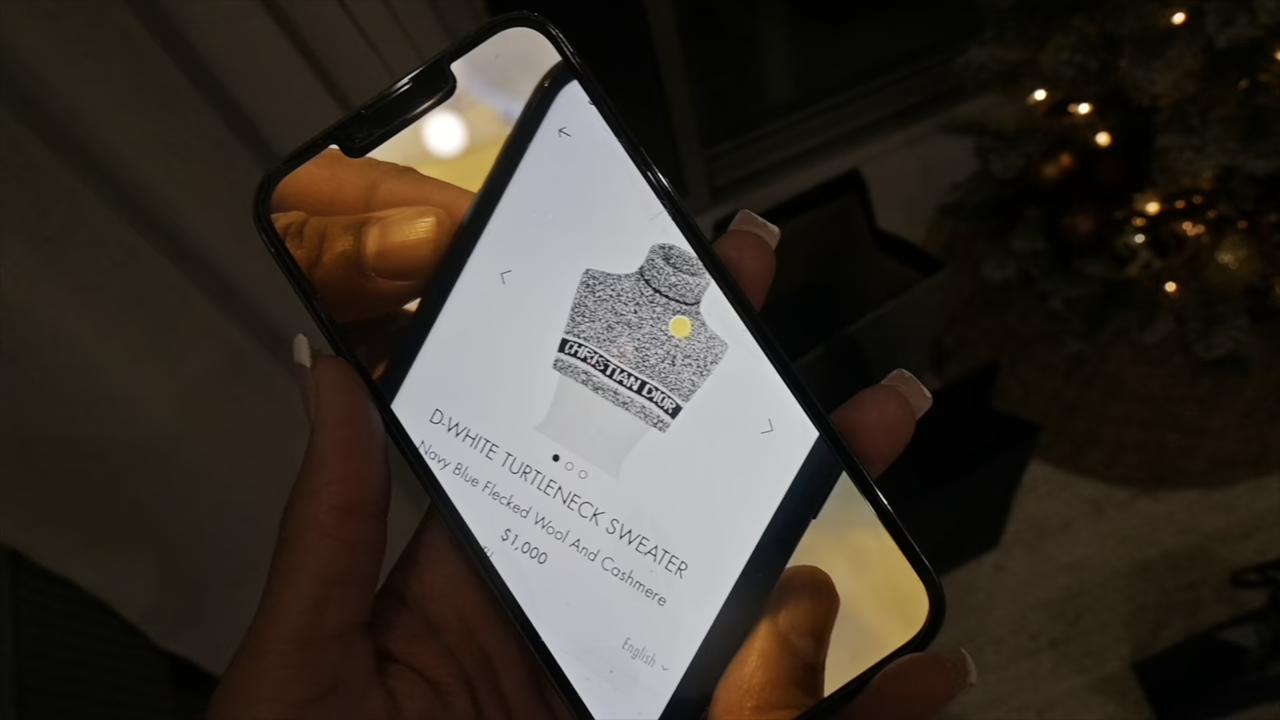 CHRISTIAN DIOR
D-WHITE TURTLENECK SWEATER
Navy Blue Flecked Wool And Cashmere
$1,000
English